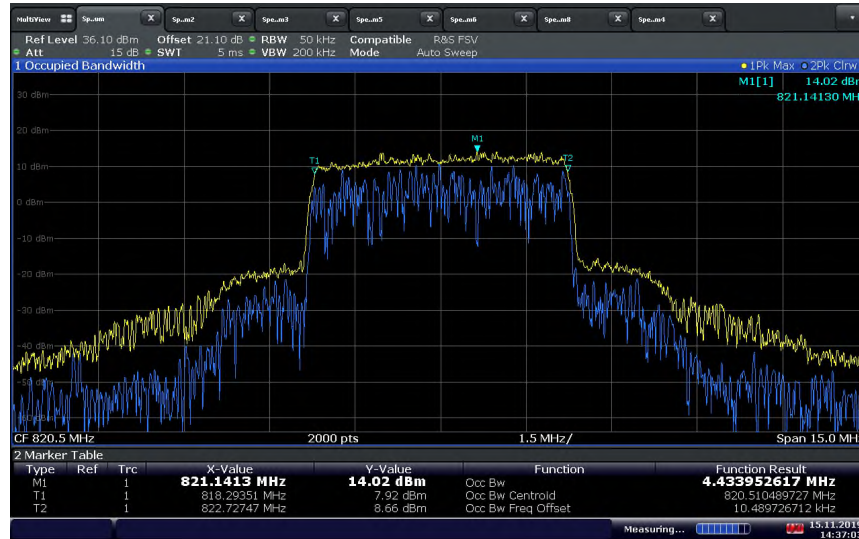 MultiView Sp..um X Sp..m2 X Spe..m3 X Spe..m5 X Spe..m6 X Spe..m8 X Spe..m4 X
Ref Level 36.10 dBm Offset 21.10 dB RBW 50 kHz Compatible R&S FSV
Att 15 dB SWT 5 ms VBW 200 kHz Mode Auto Sweep
1 Occupied Bandwidth 1Pk Max 2Pk Clrw
M1[1] 14.02 dBm
821.14130 MH
30 dBm
20 dBm
M1
T1 T2
10 dBm
0 dBm
-10 dBm
-20 dBm
-30 dBm
-40 dBm
-50 dBm
CF 820.5 MHz 2000 pts 1.5 MHz/ Span 15.0 MH
2 Marker Table
Type Ref Trc X-Value Y-Value Function Function Result
M1 1 821.1413 MHz 14.02 dBm Occ Bw 4.433952617 MHz
T1 1 818.29351 MHz 7.92 dBm Occ Bw Centroid 820.510489727 MHz
T2 1 822.72747 MHz 8.66 dBm Occ Bw Freq Offset 10.489726712 kHz
Measuring... 15.11.2019
14:37:03